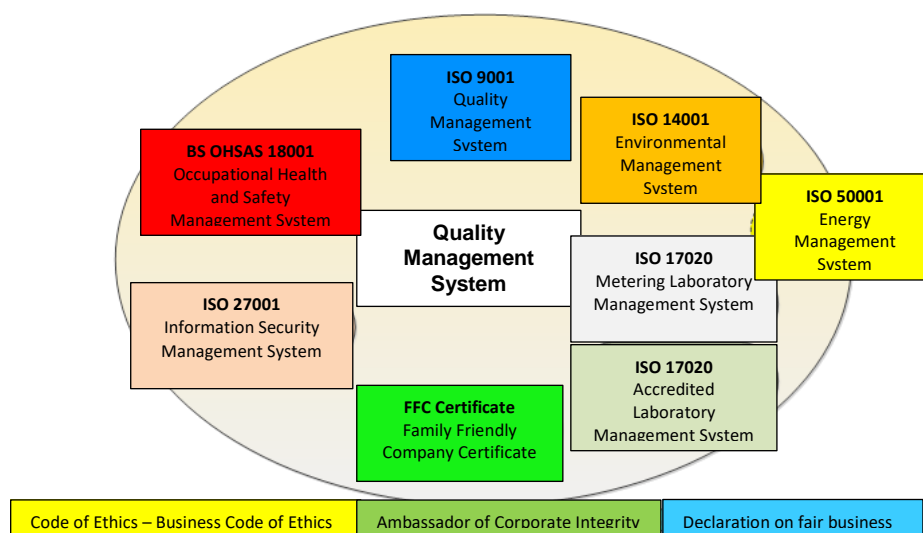 ISO 9001
Quality
Management
System
ISO 14001
Environmental
Management
System
BS OHSAS 18001
Occupational Health
and Safety
Management System
ISO 50001
Energy
Management
System
Quality
Management
System
ISO 17020
Metering Laboratory
Management System
ISO 27001
Information Security
Management System
ISO 17020
Accredited
Laboratory
Management System
FFC Certificate
Family Friendly
Company Certificate
Code of Ethics – Business Code of Ethics
Ambassador of Corporate Integrity
Declaration on fair business